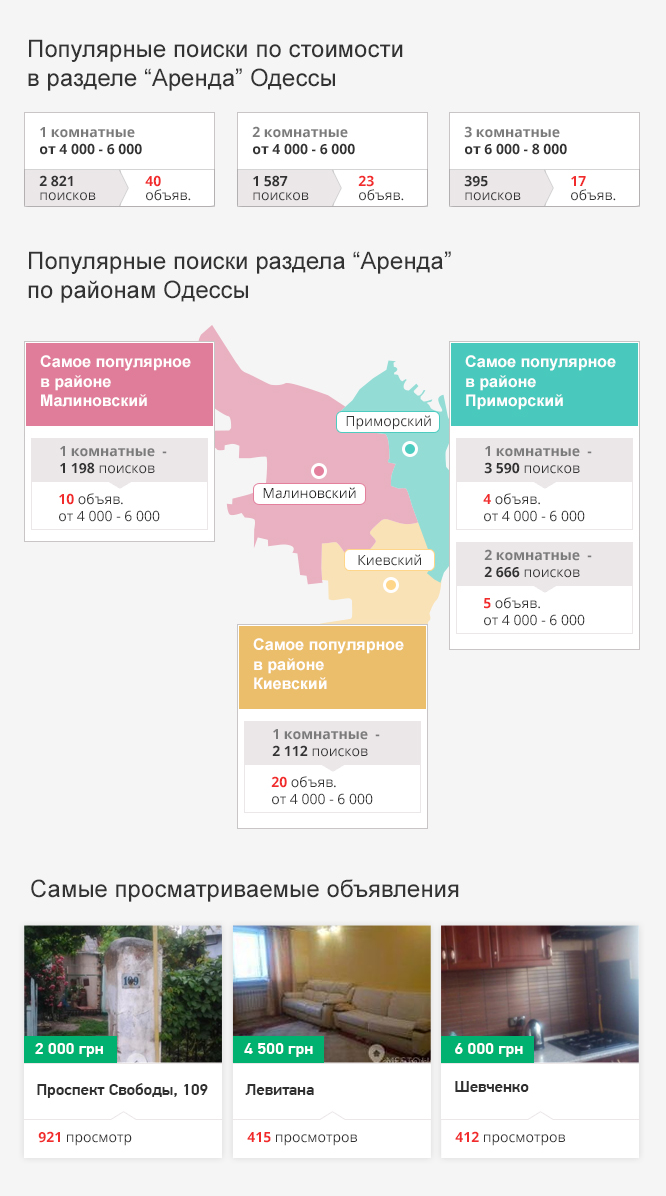 Популярные поиски по стоимости
в разделе “Аренда” Одессы
1 комнатные
от 4 000 - 6 000
2 821
поисков
40
объяв.
2 комнатные
от 4 000 - 6 000
1 587
поисков
23
объяв.
3 комнатные
от 6 000 - 8 000
395
поисков
17
объяв.
Популярные поиски раздела “Аренда”
по районам Одессы
Самое популярное
в районе
Малиновский
1 комнатные -
1 198 поисков
10 объяв.
от 4 000 - 6 000
Приморский
Малиновский
Киевский
Самое популярное
в районе
Приморский
1 комнатные -
3 590 поисков
4 объяв.
от 4 000 - 6 000
2 комнатные -
2 666 поисков
5 объяв.
от 4 000 - 6 000
Самое популярное
в районе
Киевский
1 комнатные -
2 112 поисков
20 объяв.
от 4 000 - 6 000
Самые просматриваемые объявления
109
2 000 грн
Проспект Свободы, 109
921 просмотр
4 500 грн
Левитана
415 просмотров
6 000 грн
Шевченко
412 просмотров